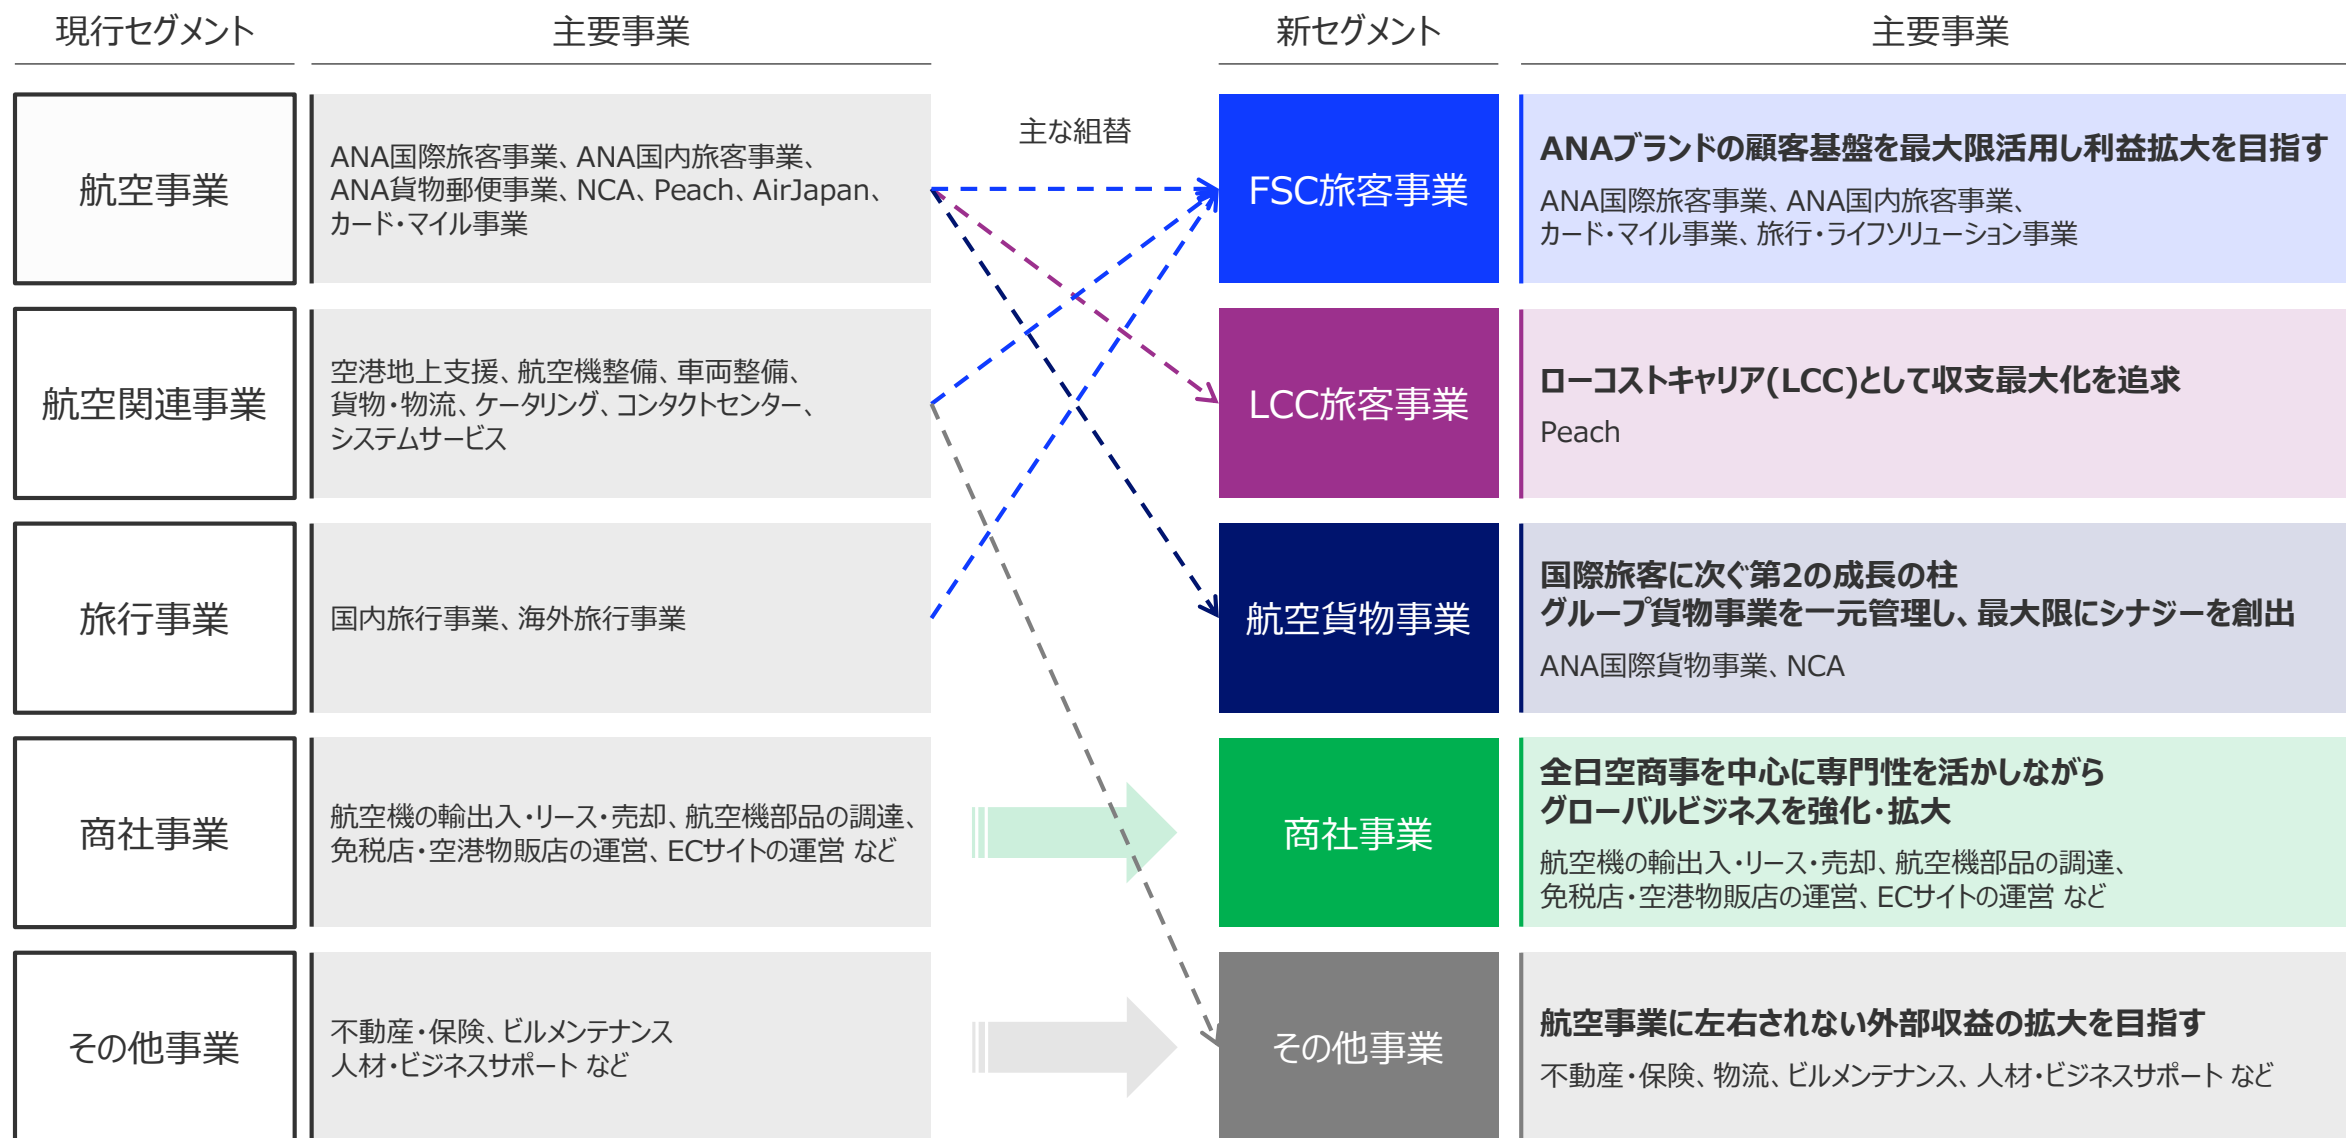 現行セグメント
主要事業
新セグメント
主要事業
主な組替
航空事業
ANA国際旅客事業、ANA国内旅客事業、
ANA貨物郵便事業、NCA、Peach、AirJapan、
カード・マイル事業
FSC旅客事業
ANAブランドの顧客基盤を最大限活用し利益拡大を目指す
ANA国際旅客事業、ANA国内旅客事業、
カード・マイル事業、旅行・ライフソリューション事業
航空関連事業
空港地上支援、航空機整備、車両整備、
貨物・物流、ケータリング、コンタクトセンター、
システムサービス
LCC旅客事業
ローコストキャリア(LCC)として収支最大化を追求
Peach
旅行事業
国内旅行事業、海外旅行事業
航空貨物事業
国際旅客に次ぐ第2の成長の柱
グループ貨物事業を一元管理し、最大限にシナジーを創出
ANA国際貨物事業、NCA
商社事業
航空機の輸出入・リース・売却、航空機部品の調達、
免税店・空港物販店の運営、ECサイトの運営 など
商社事業
全日空商事を中心に専門性を活かしながら
グローバルビジネスを強化・拡大
航空機の輸出入・リース・売却、航空機部品の調達、
免税店・空港物販店の運営、ECサイトの運営 など
その他事業
不動産・保険、ビルメンテナンス
人材・ビジネスサポート など
その他事業
航空事業に左右されない外部収益の拡大を目指す
不動産・保険、物流、ビルメンテナンス、人材・ビジネスサポート など